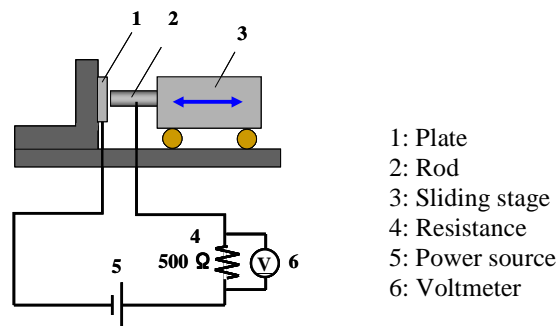 1 2 3
4
500 Ω
V
6
5
1: Plate
2: Rod
3: Sliding stage
4: Resistance
5: Power source
6: Voltmeter